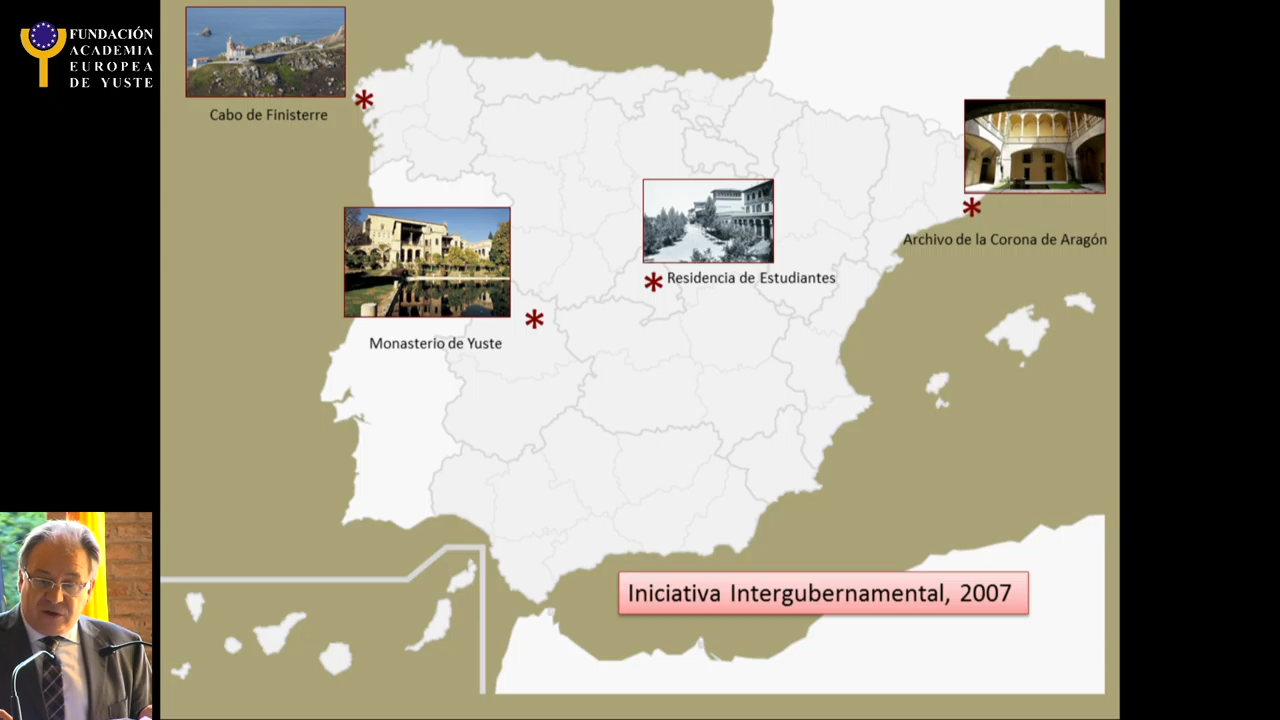 FUNDACIÓN
ACADEMIA
EUROPEA
DE YUSTE
Cabo de Finisterre
Archivo de la Corona de Aragón
Residencia de Estudiantes
Monasterio de Yuste
Iniciativa Intergubernamental, 2007